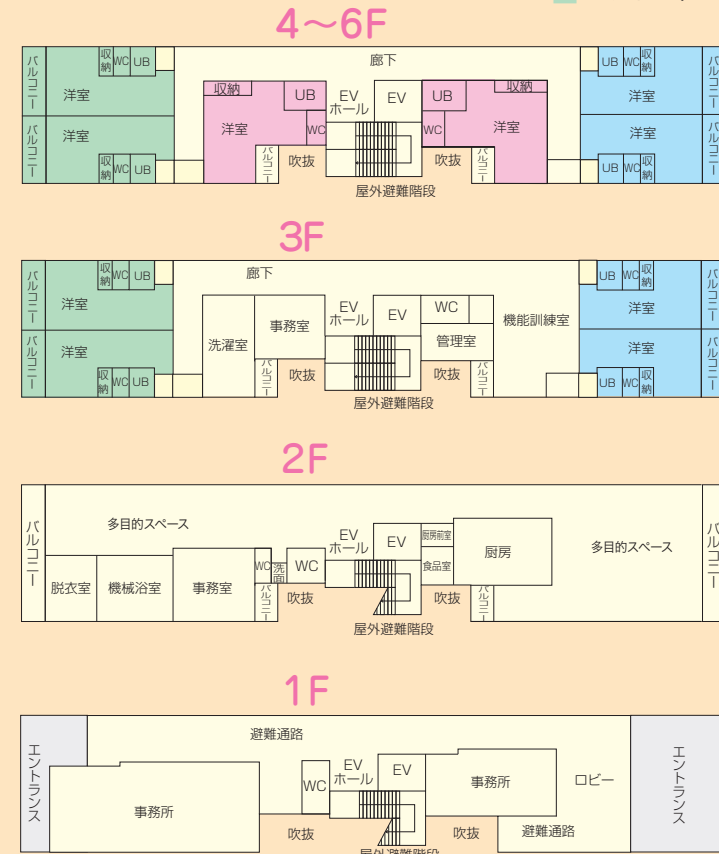 4～6F
バルコニー
収納
WC
UB
廊下
UB
WC
収納
バルコニー
洋室
収納
UB
EV
ホール
EV
UB
収納
洋室
洋室
WC
WC
洋室
バルコニー
洋室
洋室
バルコニー
収納
WC
UB
バルコニー
吹抜
吹抜
バルコニー
UB
WC
収納
屋外避難階段
3F
バルコニー
収納
WC
UB
廊下
UB
WC
収納
バルコニー
洋室
洋室
事務室
EV
ホール
EV
WC
機能訓練室
洗濯室
管理室
バルコニー
洋室
洋室
バルコニー
収納
WC
UB
バルコニー
吹抜
吹抜
バルコニー
UB
WC
収納
屋外避難階段
2F
バルコニー
多目的スペース
EV
ホール
EV
厨房前室
厨房
多目的スペース
バルコニー
脱衣室
機械浴室
事務室
WC
洗面
WC
食品室
バルコニー
吹抜
吹抜
バルコニー
屋外避難階段
1F
エントランス
避難通路
EV
ホール
EV
WC
事務所
ロビー
エントランス
事務所
吹抜
吹抜
避難通路
屋外避難階段